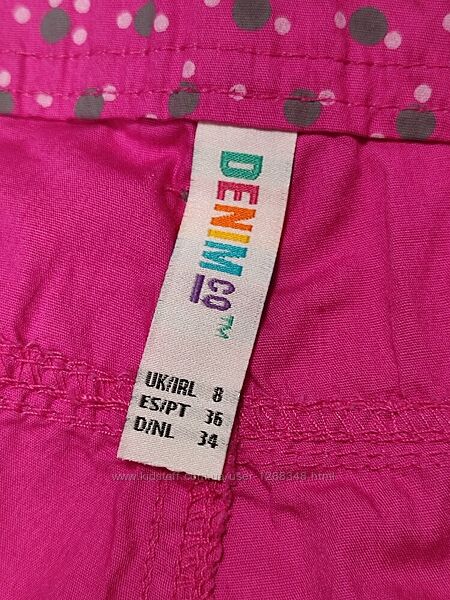 DENIM
CO™
UK/IRL 8
ES/PT 36
D/NL 34